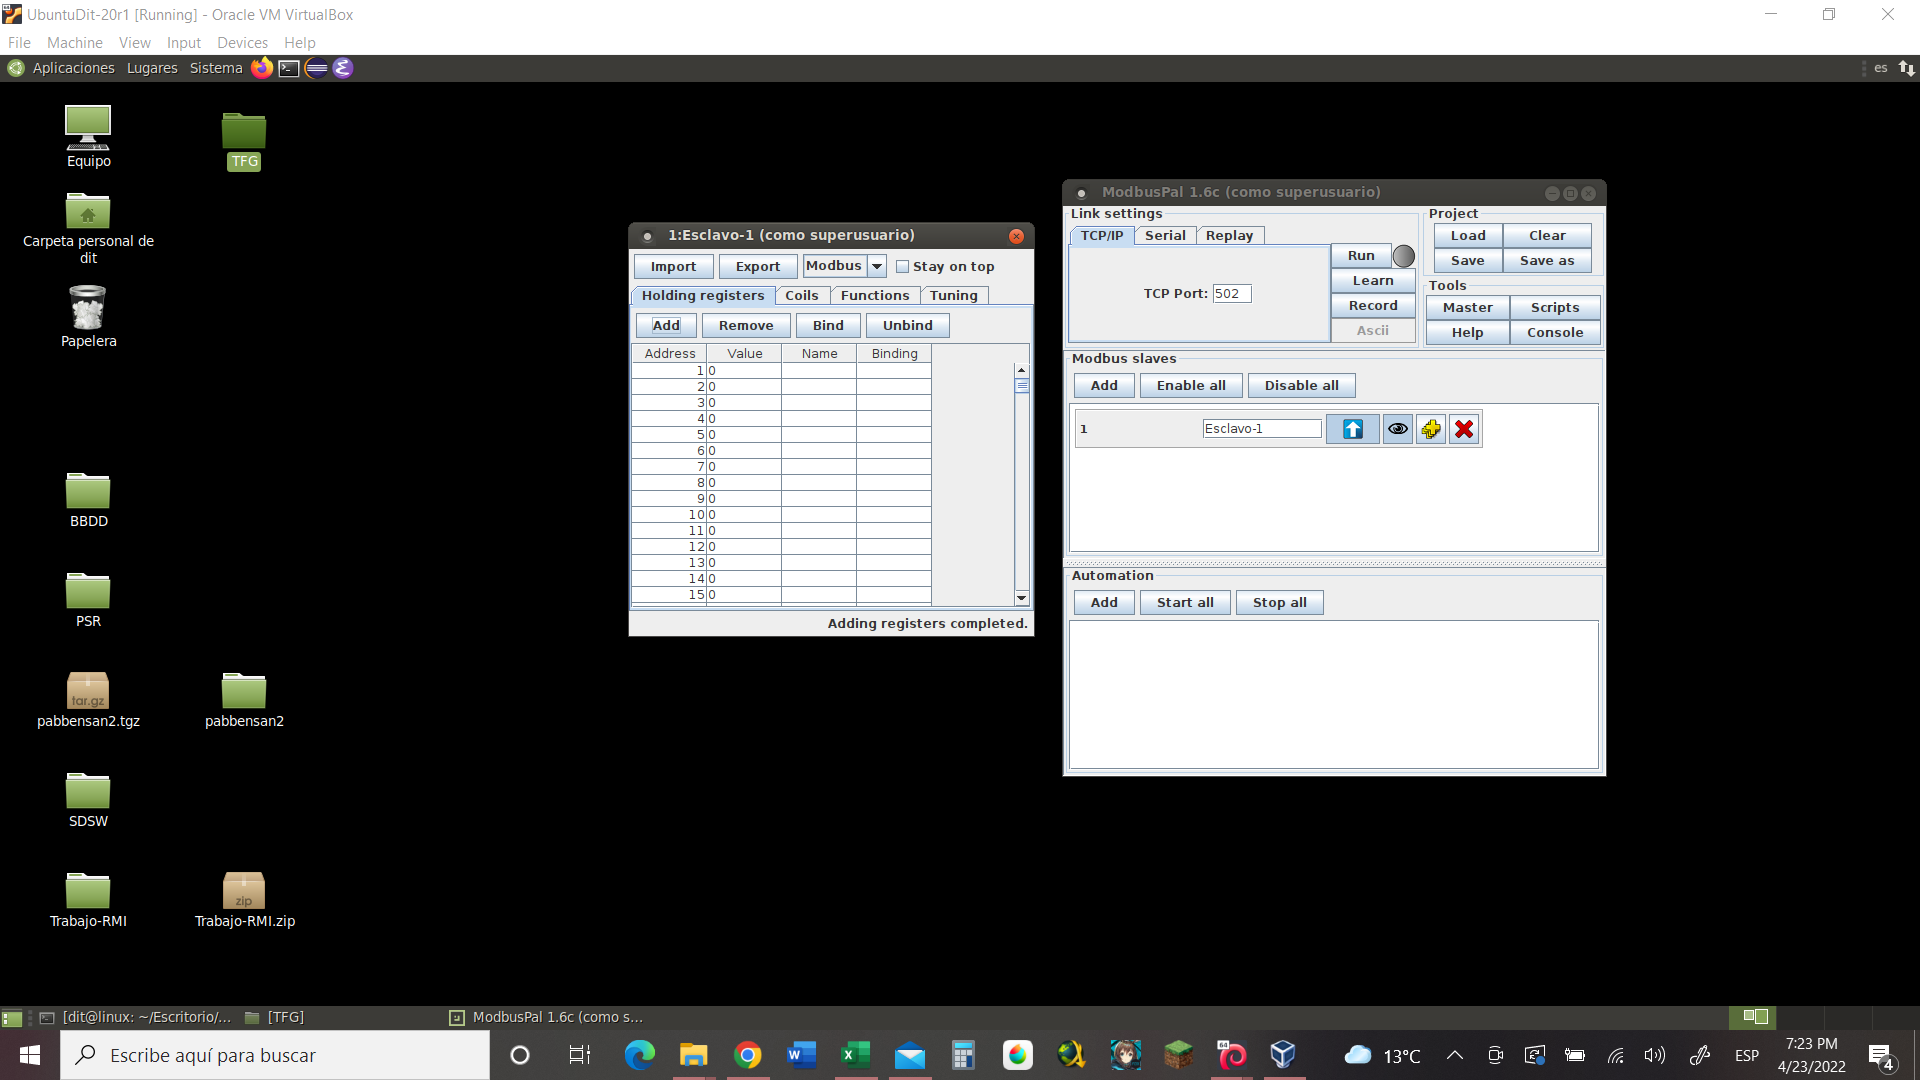 UbuntuDit-20r1 [Running] - Oracle VM VirtualBox
File Machine View Input Devices Help
Aplicaciones Lugares Sistema
es
Equipo
TFG
Carpeta personal de dit
Papelera
BBDD
PSR
tar.gz
pabbensan2.tgz
pabbensan2
SDSW
Trabajo-RMI
zip
Trabajo-RMI.zip
1:Esclavo-1 (como superusuario)
Import Export Modbus Stay on top
Holding registers Coils Functions Tuning
Add Remove Bind Unbind
Address Value Name Binding
1 0
2 0
3 0
4 0
5 0
6 0
7 0
8 0
9 0
10 0
11 0
12 0
13 0
14 0
15 0
Adding registers completed.
ModbusPal 1.6c (como superusuario)
Link settings
TCP/IP Serial Replay
TCP Port: 502
Run
Learn
Record
Ascii
Project
Load Clear
Save Save as
Tools
Master Scripts
Help Console
Modbus slaves
Add Enable all Disable all
1 Esclavo-1
Automation
Add Start all Stop all
[dit@linux: ~/Escritorio/... [TFG] ModbusPal 1.6c (como s...
Escribe aquí para buscar
64
13°C
ESP
7:23 PM
4/23/2022
4